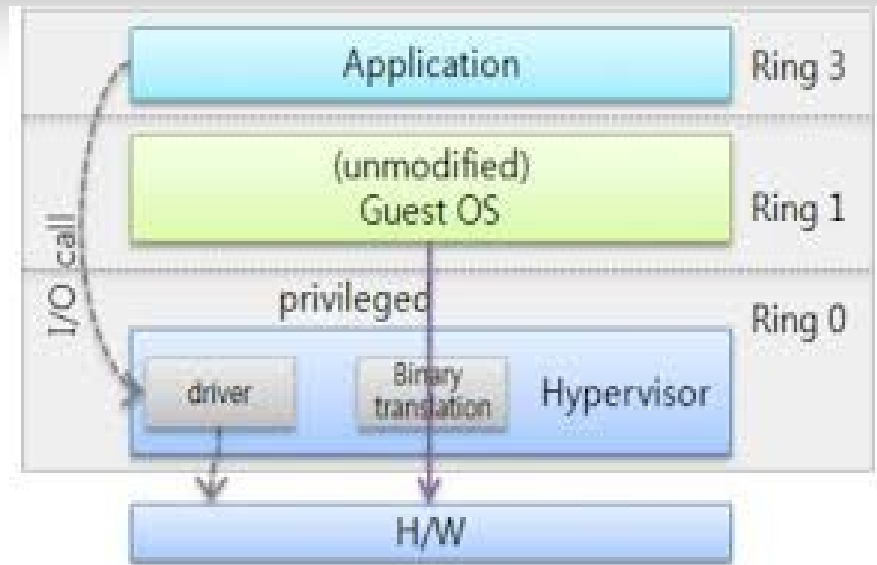 Application
Ring 3
(unmodified)
Guest OS
Ring 1
I/O call
privileged
Ring 0
driver
Binary
translation
Hypervisor
H/W